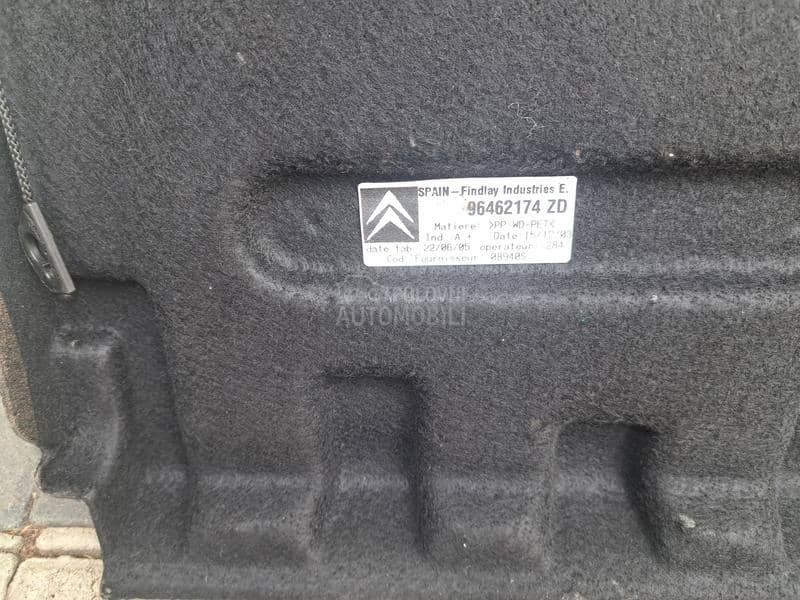 SPAIN-Findlay Industries E.
96462174 ZD
Matiere >PP-WD-PET<
Ind A + Date 15/12/03
date fab 22/06/05 operateur 284
Cod. Fournisseur 08940S
POLOVNI
AUTOMOBILI